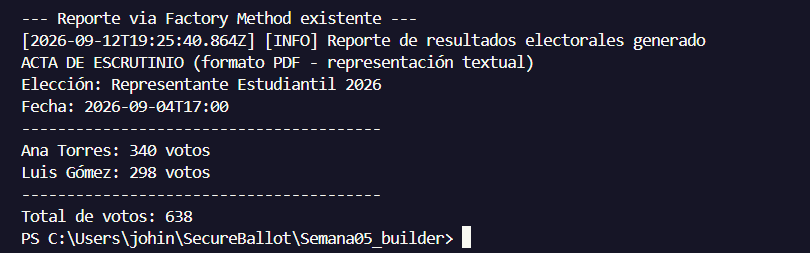 --- Reporte via Factory Method existente ---
[2026-09-12T19:25:40.864Z] [INFO] Reporte de resultados electorales generado
ACTA DE ESCRUTINIO (formato PDF - representación textual)
Elección: Representante Estudiantil 2026
Fecha: 2026-09-04T17:00
----------------------------------------
Ana Torres: 340 votos
Luis Gómez: 298 votos
----------------------------------------
Total de votos: 638
PS C:\Users\johin\SecureBallot\Semana05_builder>